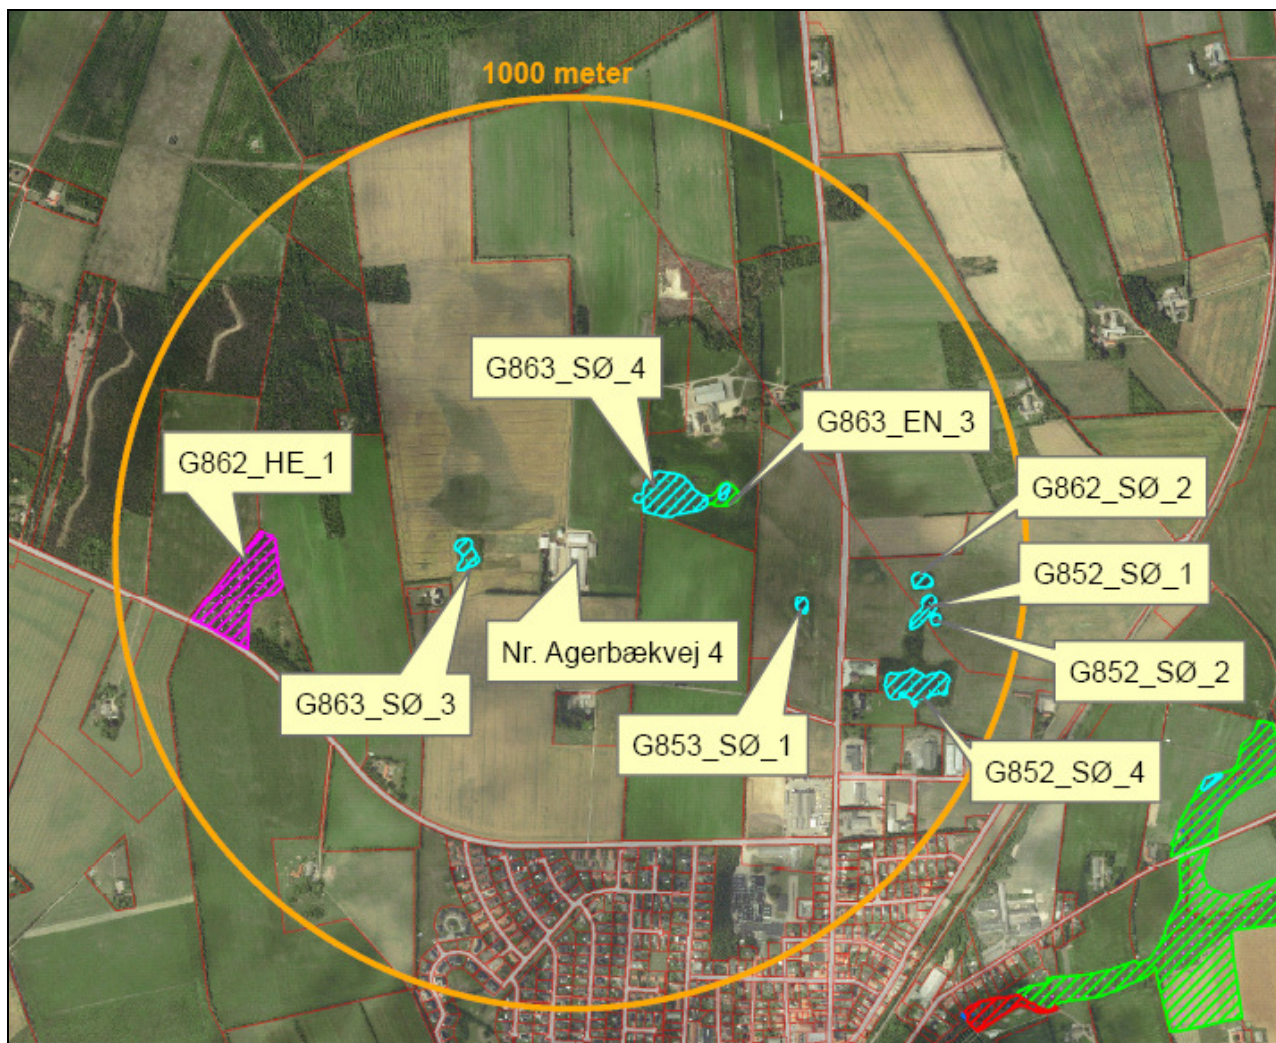 1000 meter
G863_SØ_4
G863_EN_3
G862_HE_1
G862_SØ_2
G852_SØ_1
Nr. Agerbækvej 4
G852_SØ_2
G863_SØ_3
G853_SØ_1
G852_SØ_4